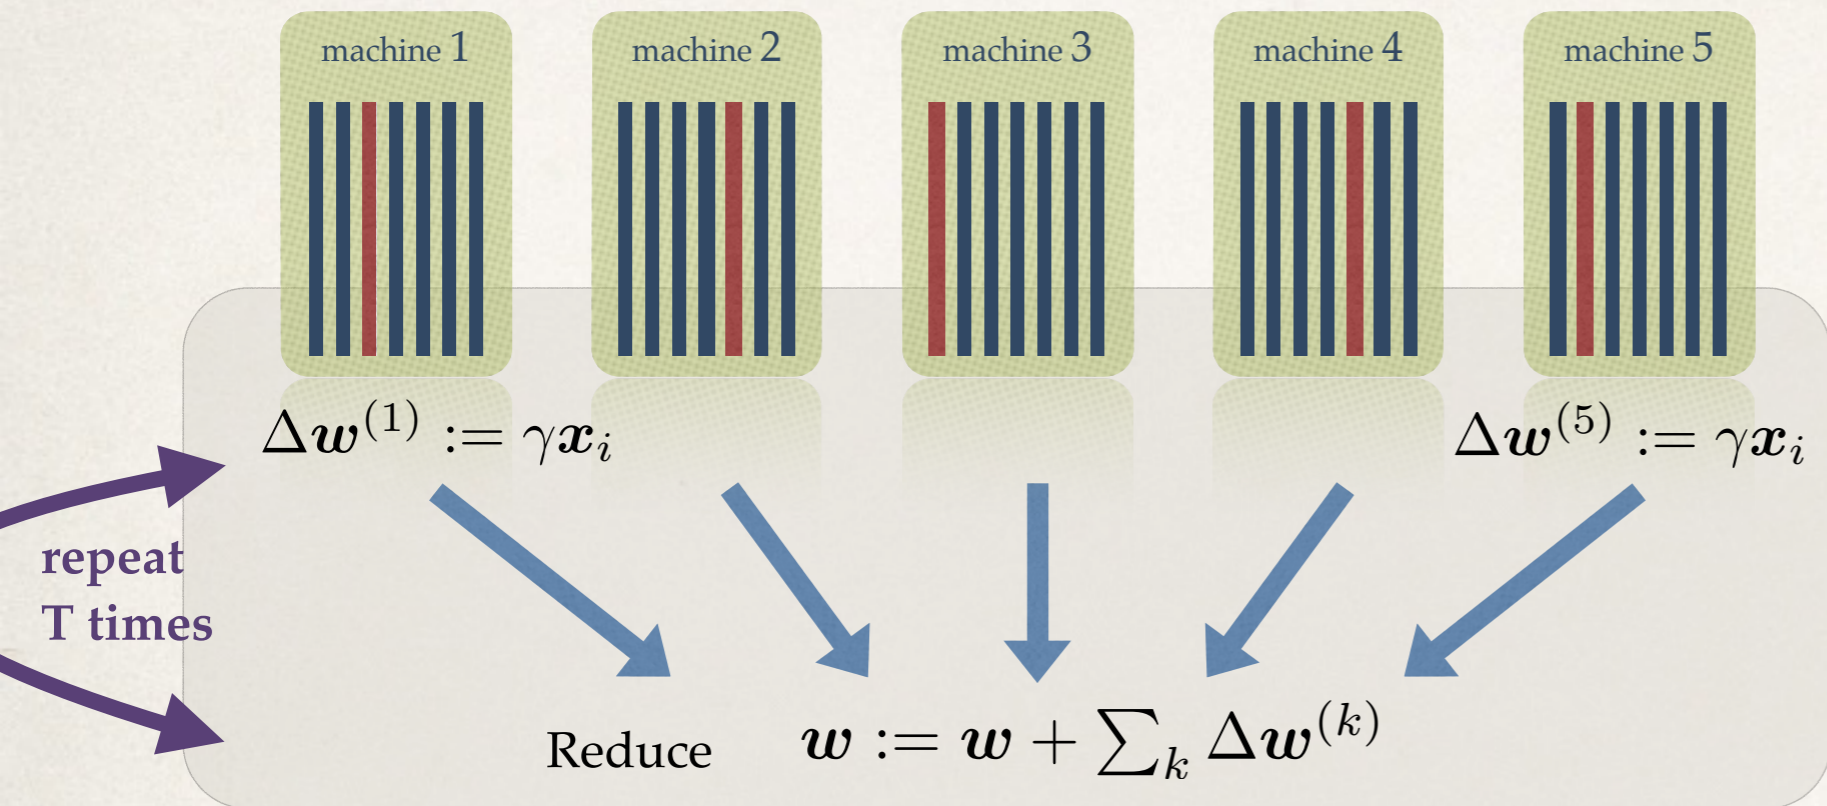 machine 1
machine 2
machine 3
machine 4
machine 5
Δw⁽¹⁾ := γxᵢ
Δw⁽⁵⁾ := γxᵢ
repeat
T times
Reduce w := w + ∑ₖ Δw⁽ᵏ⁾